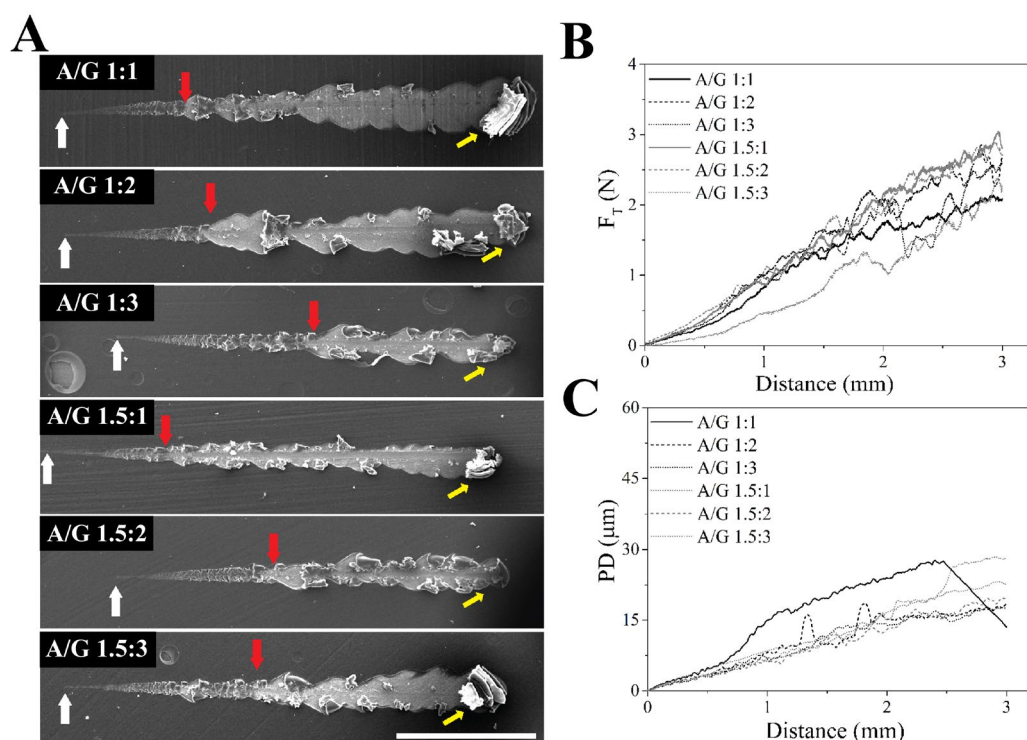 A
A/G 1:1
A/G 1:2
A/G 1:3
A/G 1.5:1
A/G 1.5:2
A/G 1.5:3
B
4
3
2
1
0
F_T (N)
A/G 1:1
A/G 1:2
A/G 1:3
A/G 1.5:1
A/G 1.5:2
A/G 1.5:3
0 1 2 3
Distance (mm)
C
60
45
30
15
0
PD (μm)
A/G 1:1
A/G 1:2
A/G 1:3
A/G 1.5:1
A/G 1.5:2
A/G 1.5:3
0 1 2 3
Distance (mm)